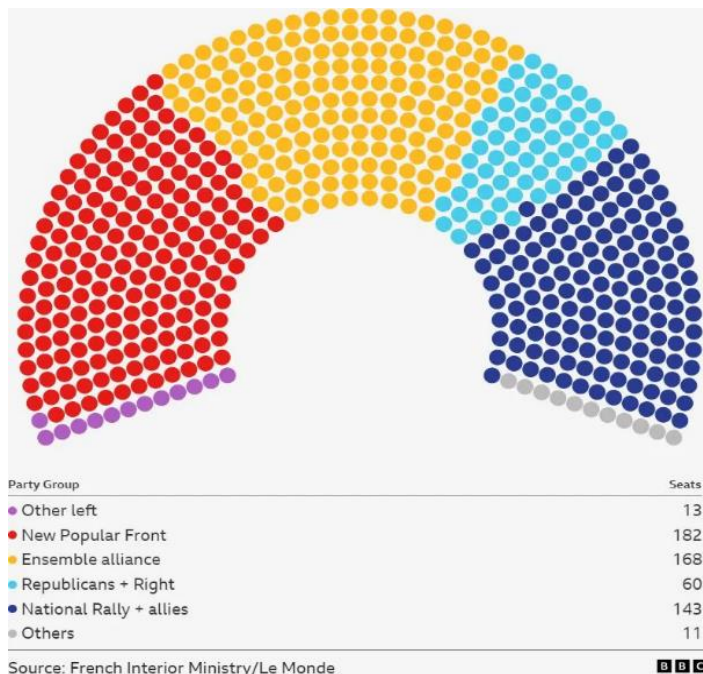 Party Group Seats
Other left 13
New Popular Front 182
Ensemble alliance 168
Republicans + Right 60
National Rally + allies 143
Others 11
Source: French Interior Ministry/Le Monde BBC